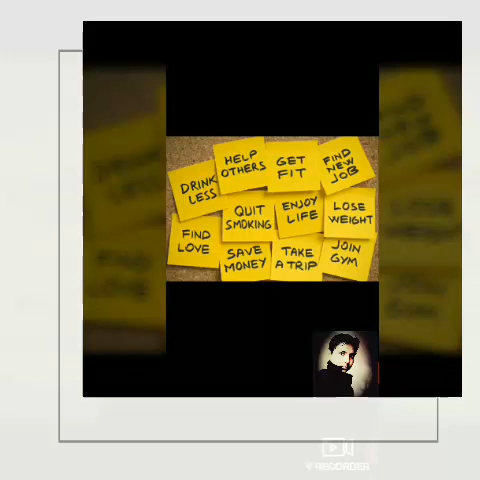 DRINK
LESS
HELP
OTHERS
GET
FIT
FIND
NEW
JOB
QUIT
SMOKING
ENJOY
LIFE
LOSE
WEIGHT
FIND
LOVE
SAVE
MONEY
TAKE
A TRIP
JOIN
GYM
V RECORDER